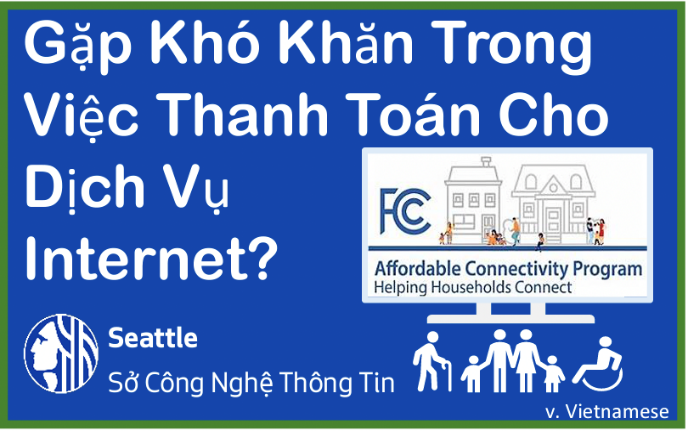 Gặp Khó Khăn Trong
Việc Thanh Toán Cho
Dịch Vụ
Internet?
FCC
Affordable Connectivity Program
Helping Households Connect
Seattle
Sở Công Nghệ Thông Tin
v. Vietnamese